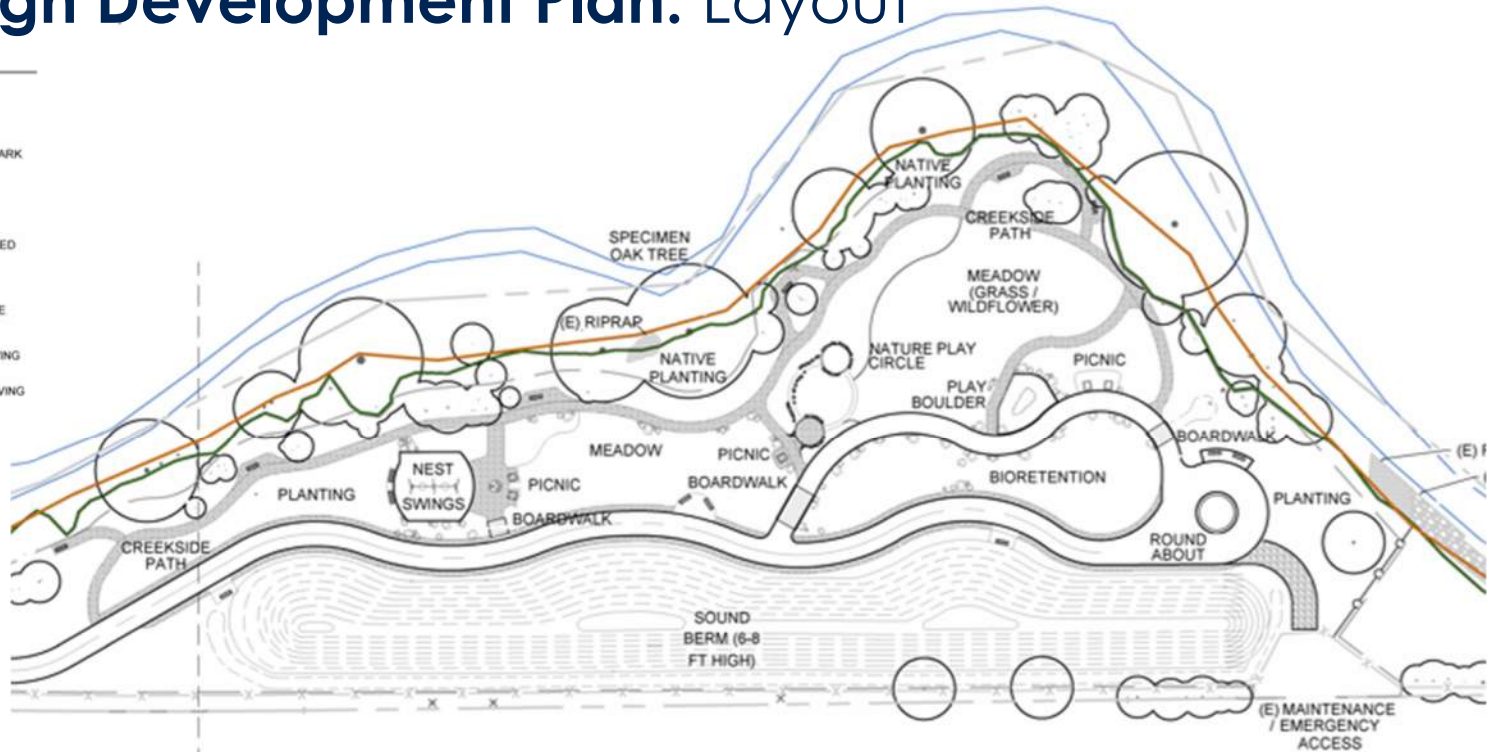 gh Development Plan: Layout
ARK
ED
E
ING
VING
SPECIMEN
OAK TREE
(E) RIPRAP
NATIVE
PLANTING
NATIVE
PLANTING
CREEKSIDE
PATH
MEADOW
(GRASS /
WILDFLOWER)
NATURE PLAY
CIRCLE
PLAY
BOULDER
PICNIC
BOARDWALK
(E) R
NEST
SWINGS
PLANTING
PICNIC
MEADOW
PICNIC
BOARDWALK
BOARDWALK
BIORETENTION
PLANTING
CREEKSIDE
PATH
ROUND
ABOUT
SOUND
BERM (6-8
FT HIGH)
(E) MAINTENANCE
/ EMERGENCY
ACCESS